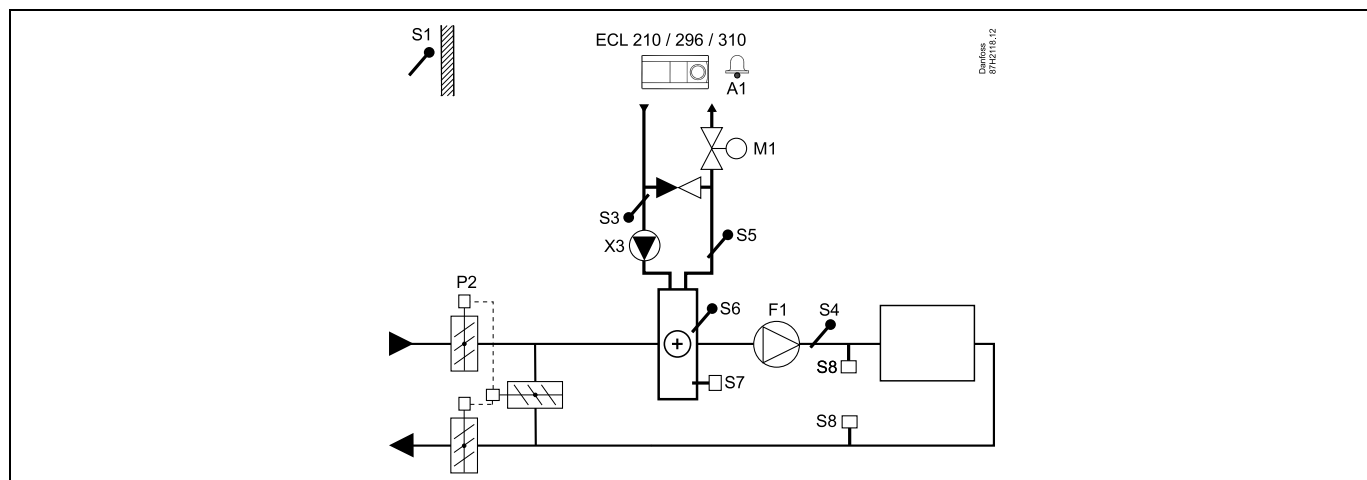 S1
ECL 210 / 296 / 310
A1
Danfoss
87H2118.12
M1
S3
S5
X3
P2
S6
F1
S4
S8
S7
S8